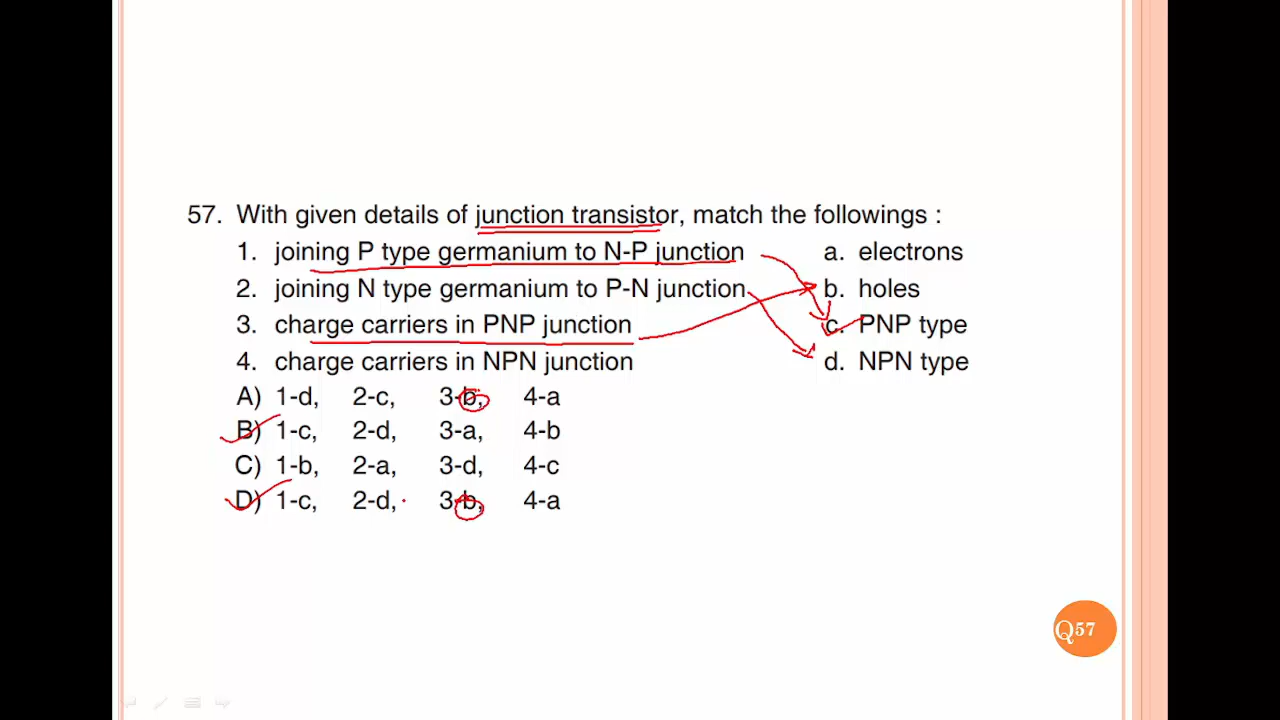 57. With given details of junction transistor, match the followings :
1. joining P type germanium to N-P junction a. electrons
2. joining N type germanium to P-N junction b. holes
3. charge carriers in PNP junction c. PNP type
4. charge carriers in NPN junction d. NPN type
A) 1-d, 2-c, 3-b, 4-a
B) 1-c, 2-d, 3-a, 4-b
C) 1-b, 2-a, 3-d, 4-c
D) 1-c, 2-d, 3-b, 4-a
Q57